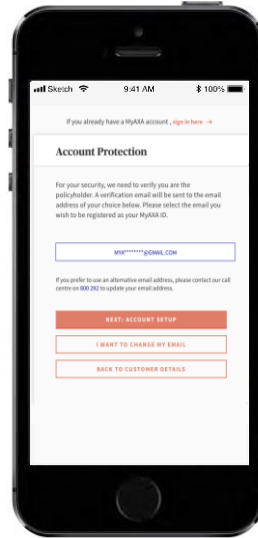 Sketch 9:41 AM 100%
If you already have a MyAXA account , sign in here →
Account Protection
For your security, we need to verify you are the
policyholder. A verification email will be sent to the email
address of your choice below. Please select the email you
wish to be registered as your MyAXA ID.
MYA********@GMAIL.COM
If you prefer to use an alternative email address, please contact our call
centre on 800 292 to update your email address.
NEXT: ACCOUNT SETUP
I WANT TO CHANGE MY EMAIL
BACK TO CUSTOMER DETAILS